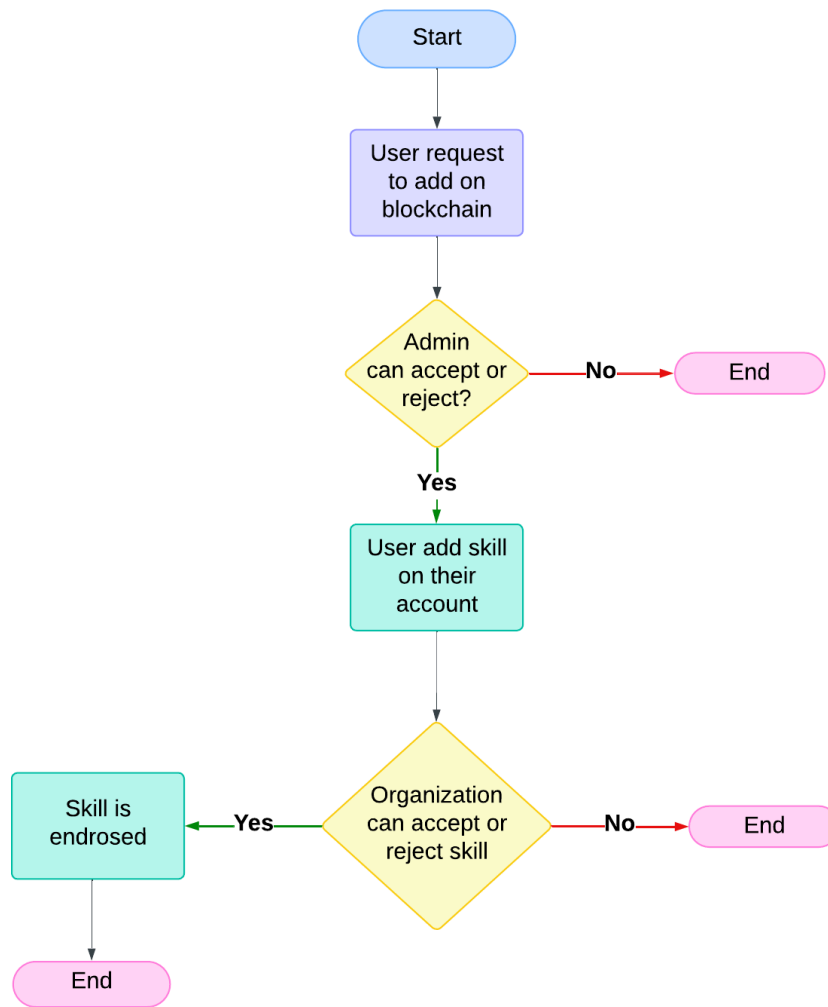 Start
User request
to add on
blockchain
Admin
can accept or
reject?
No
End
Yes
User add skill
on their
account
Organization
can accept or
reject skill
Yes
No
Skill is
endrosed
End
End